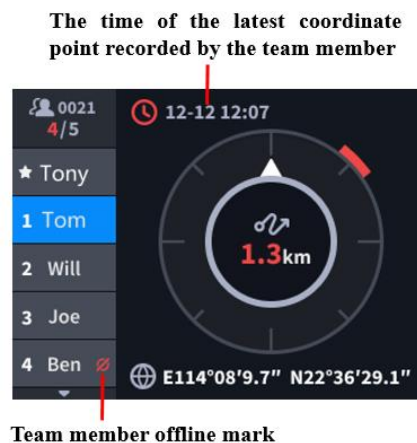 The time of the latest coordinate
point recorded by the team member
0021
4/5
12-12 12:07
Tony
1 Tom
2 Will
3 Joe
4 Ben
1.3km
E114°08'9.7" N22°36'29.1"
Team member offline mark